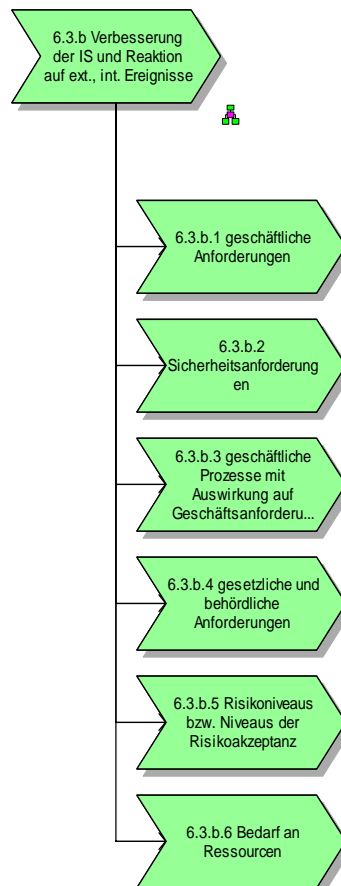 6.3.b Verbesserung
der IS und Reaktion
auf ext., int. Ereignisse
6.3.b.1 geschäftliche
Anforderungen
6.3.b.2
Sicherheitsanforderung
en
6.3.b.3 geschäftliche
Prozesse mit
Auswirkung auf
Geschäftsanforderu...
6.3.b.4 gesetzliche und
behördliche
Anforderungen
6.3.b.5 Risikoniveaus
bzw. Niveaus der
Risikoakzeptanz
6.3.b.6 Bedarf an
Ressourcen